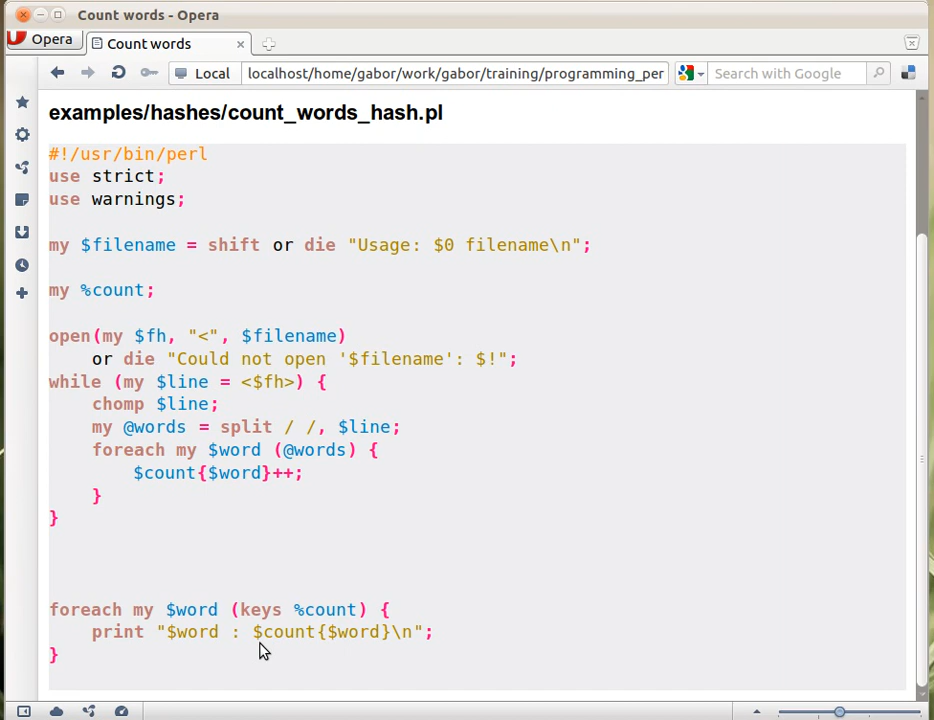 Count words - Opera
Opera
Count words
Local
localhost/home/gabor/work/gabor/training/programming_per
Search with Google
examples/hashes/count_words_hash.pl
#!/usr/bin/perl
use strict;
use warnings;
my $filename = shift or die "Usage: $0 filename\n";
my %count;
open(my $fh, "<", $filename)
    or die "Could not open '$filename': $!";
while (my $line = <$fh>) {
    chomp $line;
    my @words = split / /, $line;
    foreach my $word (@words) {
        $count{$word}++;
    }
}
foreach my $word (keys %count) {
    print "$word : $count{$word}\n";
}